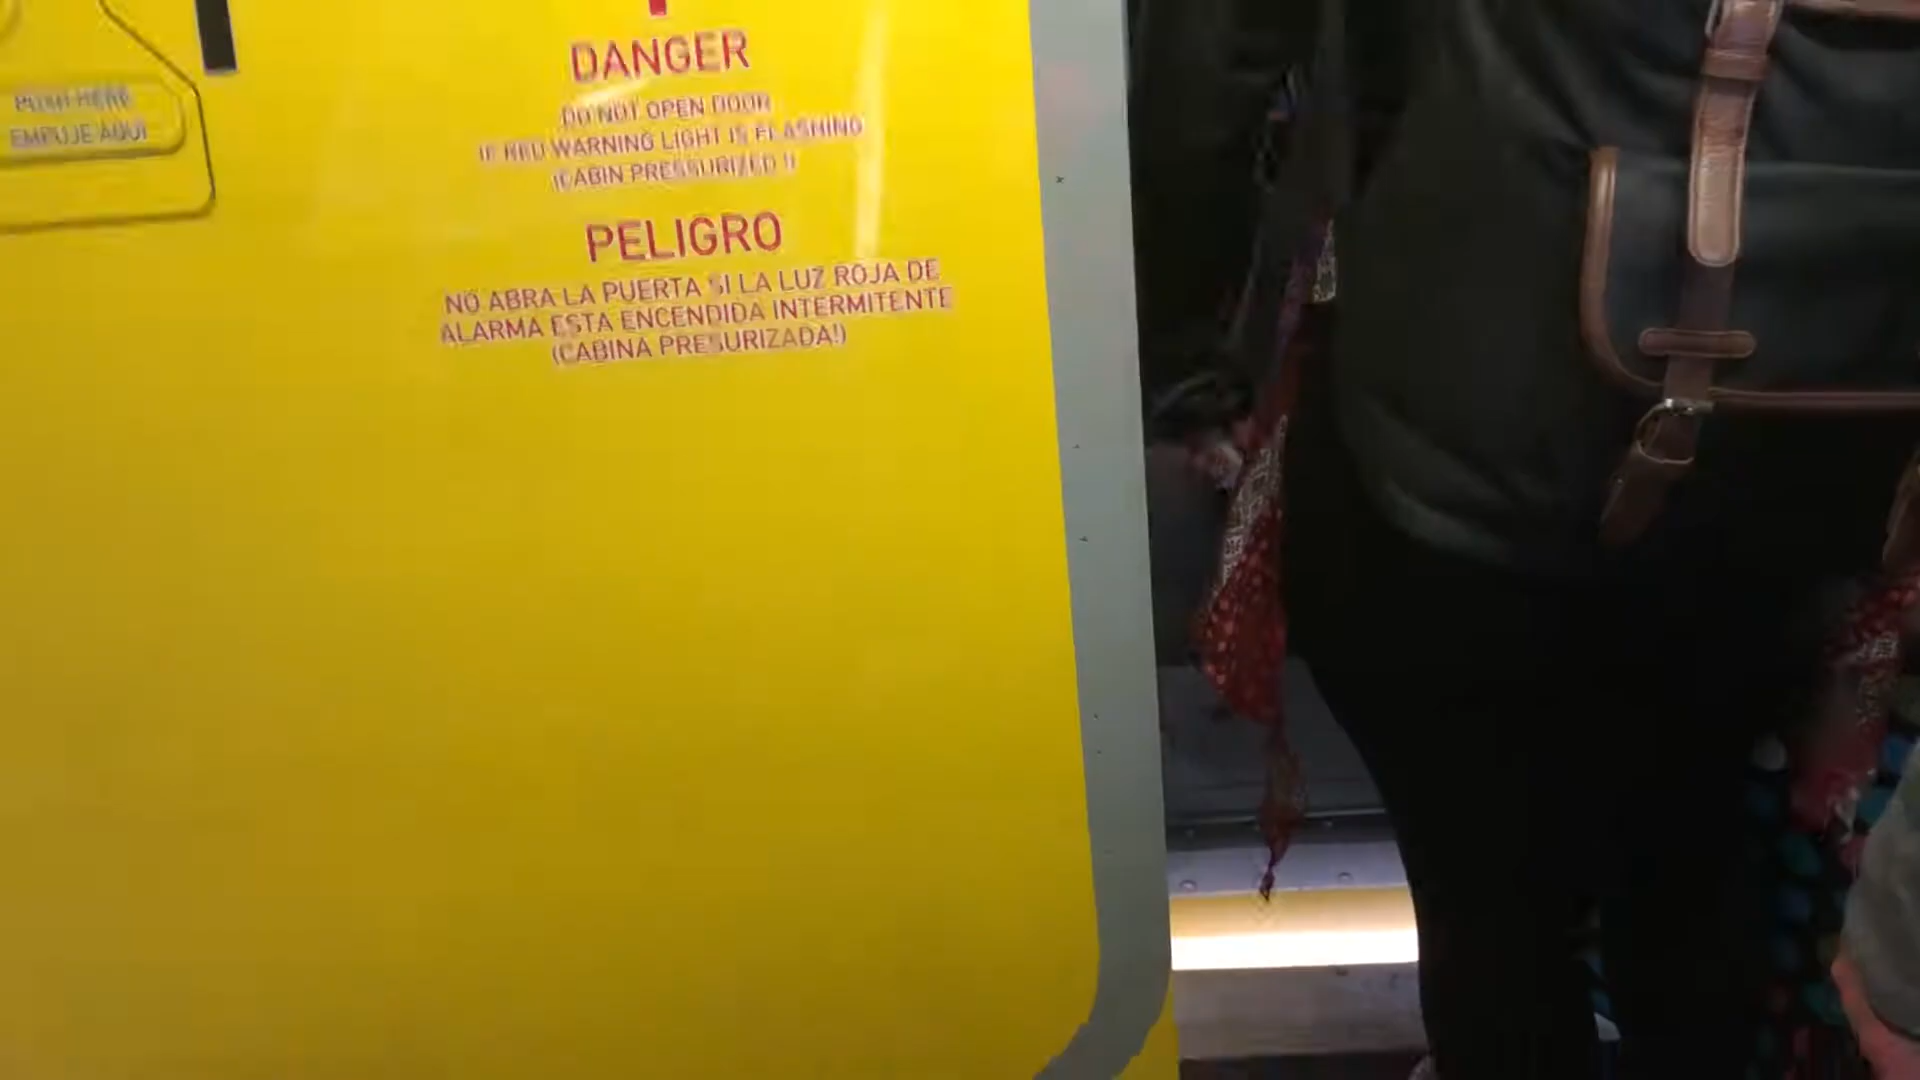 PUSH HERE
EMPUJE AQUI
DANGER
DO NOT OPEN DOOR
IF RED WARNING LIGHT IS FLASHING
(CABIN PRESSURIZED !)
PELIGRO
NO ABRA LA PUERTA SI LA LUZ ROJA DE
ALARMA ESTA ENCENDIDA INTERMITENTE
(CABINA PRESURIZADA!)